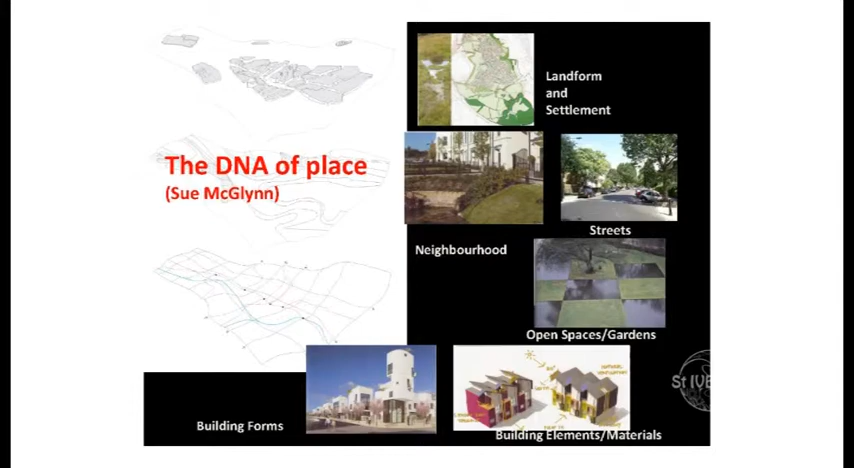 The DNA of place
(Sue McGlynn)
Landform
and
Settlement
Streets
Neighbourhood
Open Spaces/Gardens
Building Forms
Building Elements/Materials